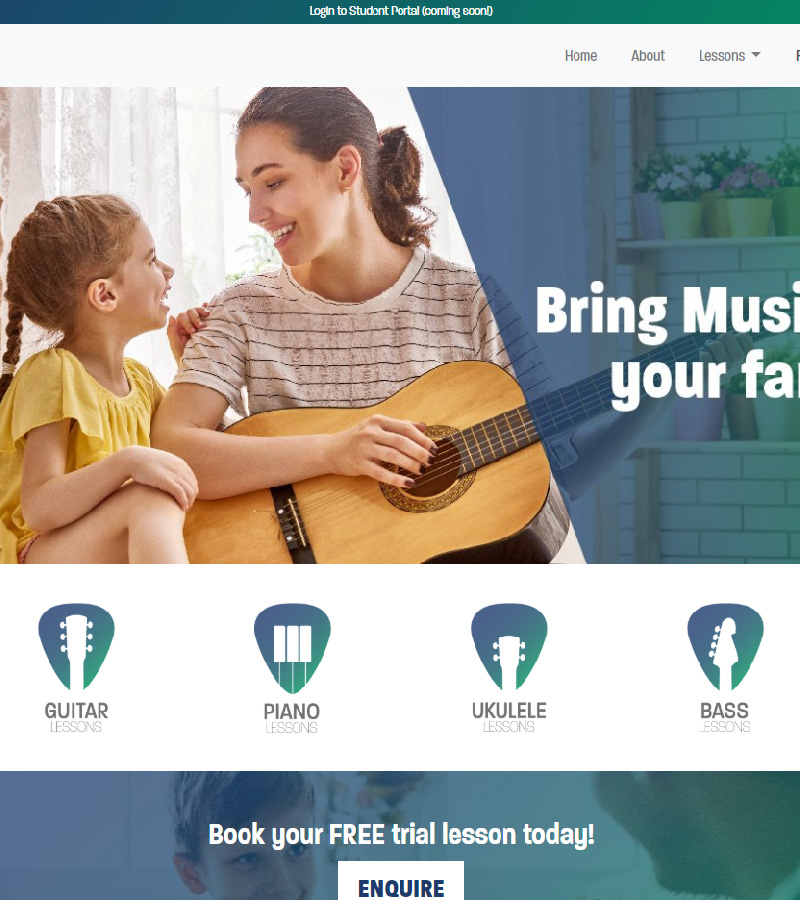 Login to Student Portal (coming soon!)
Home About Lessons
Bring Musi
your fa
GUITAR
LESSONS
PIANO
LESSONS
UKULELE
LESSONS
BASS
LESSONS
Book your FREE trial lesson today!
ENQUIRE